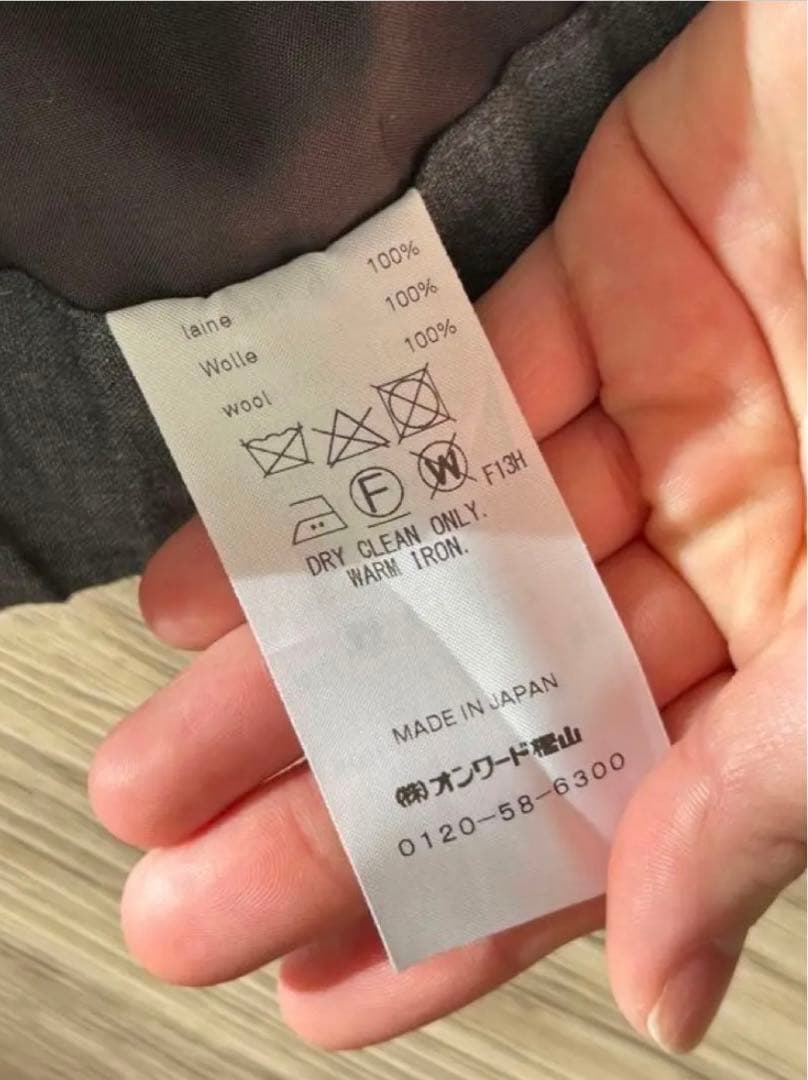 laine 100%
Wolle 100%
wool 100%
F W F13H
DRY CLEAN ONLY.
WARM IRON.
MADE IN JAPAN
㈱オンワード樫山
0120-58-6300